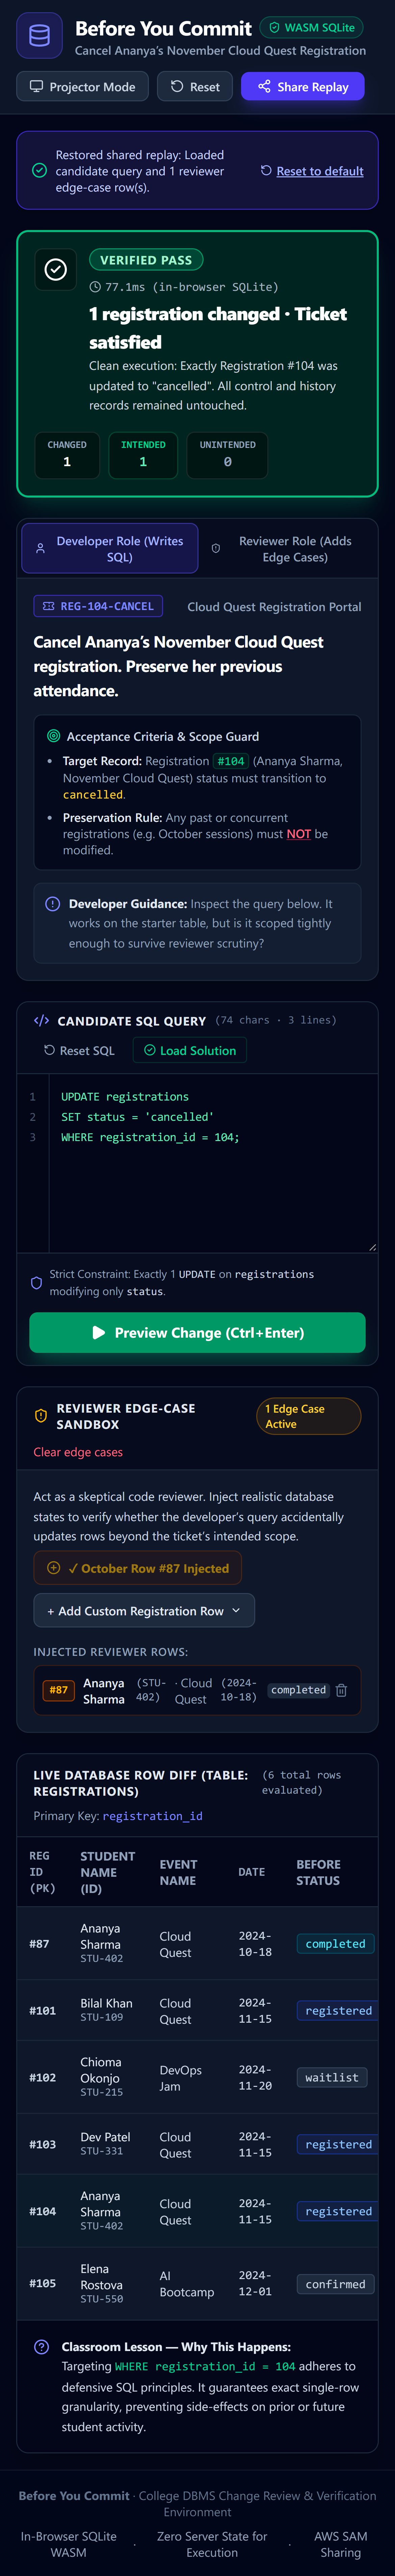 Before You Commit
WASM SQLite
Cancel Ananya’s November Cloud Quest Registration
Projector Mode
Reset
Share Replay
Restored shared replay: Loaded
candidate query and 1 reviewer
edge-case row(s).
Reset to default
VERIFIED PASS
77.1ms (in-browser SQLite)
1 registration changed · Ticket
satisfied
Clean execution: Exactly Registration #104 was
updated to "cancelled". All control and history
records remained untouched.
CHANGED
1
INTENDED
1
UNINTENDED
0
Developer Role (Writes
SQL)
Reviewer Role (Adds
Edge Cases)
REG-104-CANCEL
Cloud Quest Registration Portal
Cancel Ananya’s November Cloud Quest
registration. Preserve her previous
attendance.
Acceptance Criteria & Scope Guard
• Target Record: Registration #104 (Ananya Sharma,
November Cloud Quest) status must transition to
cancelled.
• Preservation Rule: Any past or concurrent
registrations (e.g. October sessions) must NOT be
modified.
Developer Guidance: Inspect the query below. It
works on the starter table, but is it scoped tightly
enough to survive reviewer scrutiny?
CANDIDATE SQL QUERY (74 chars · 3 lines)
Reset SQL
Load Solution
1 UPDATE registrations
2 SET status = 'cancelled'
3 WHERE registration_id = 104;
Strict Constraint: Exactly 1 UPDATE on registrations
modifying only status.
Preview Change (Ctrl+Enter)
REVIEWER EDGE-CASE
SANDBOX
1 Edge Case
Active
Clear edge cases
Act as a skeptical code reviewer. Inject realistic database
states to verify whether the developer’s query accidentally
updates rows beyond the ticket’s intended scope.
✓ October Row #87 Injected
+ Add Custom Registration Row
INJECTED REVIEWER ROWS:
#87 Ananya Sharma (STU-402) · Cloud Quest (2024-10-18) completed
LIVE DATABASE ROW DIFF (TABLE:
REGISTRATIONS)
(6 total rows
evaluated)
Primary Key: registration_id
REG ID (PK) STUDENT NAME (ID) EVENT NAME DATE BEFORE STATUS
#87 Ananya Sharma STU-402 Cloud Quest 2024-10-18 completed
#101 Bilal Khan STU-109 Cloud Quest 2024-11-15 registered
#102 Chioma Okonjo STU-215 DevOps Jam 2024-11-20 waitlist
#103 Dev Patel STU-331 Cloud Quest 2024-11-15 registered
#104 Ananya Sharma STU-402 Cloud Quest 2024-11-15 registered
#105 Elena Rostova STU-550 AI Bootcamp 2024-12-01 confirmed
Classroom Lesson — Why This Happens:
Targeting WHERE registration_id = 104 adheres to
defensive SQL principles. It guarantees exact single-row
granularity, preventing side-effects on prior or future
student activity.
Before You Commit · College DBMS Change Review & Verification
Environment
In-Browser SQLite
WASM
·
Zero Server State for
Execution
·
AWS SAM
Sharing